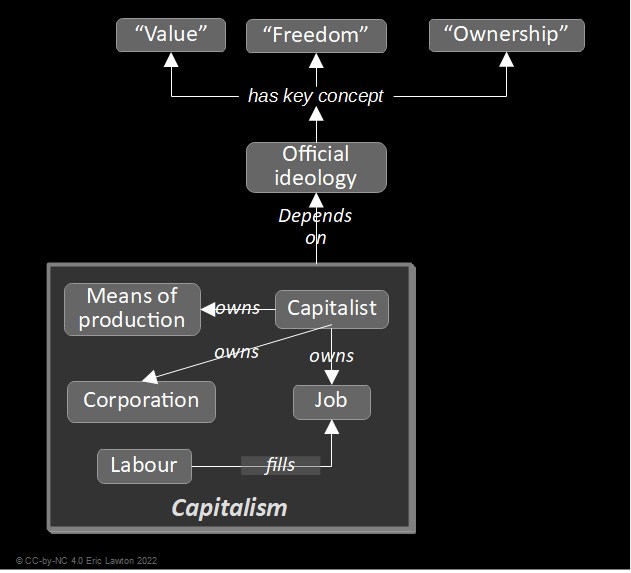 “Value”
“Freedom”
“Ownership”
has key concept
Official
ideology
Depends
on
Means of
production
owns
Capitalist
owns
owns
Corporation
Job
Labour
fills
Capitalism
© CC-by-NC 4.0 Eric Lawton 2022